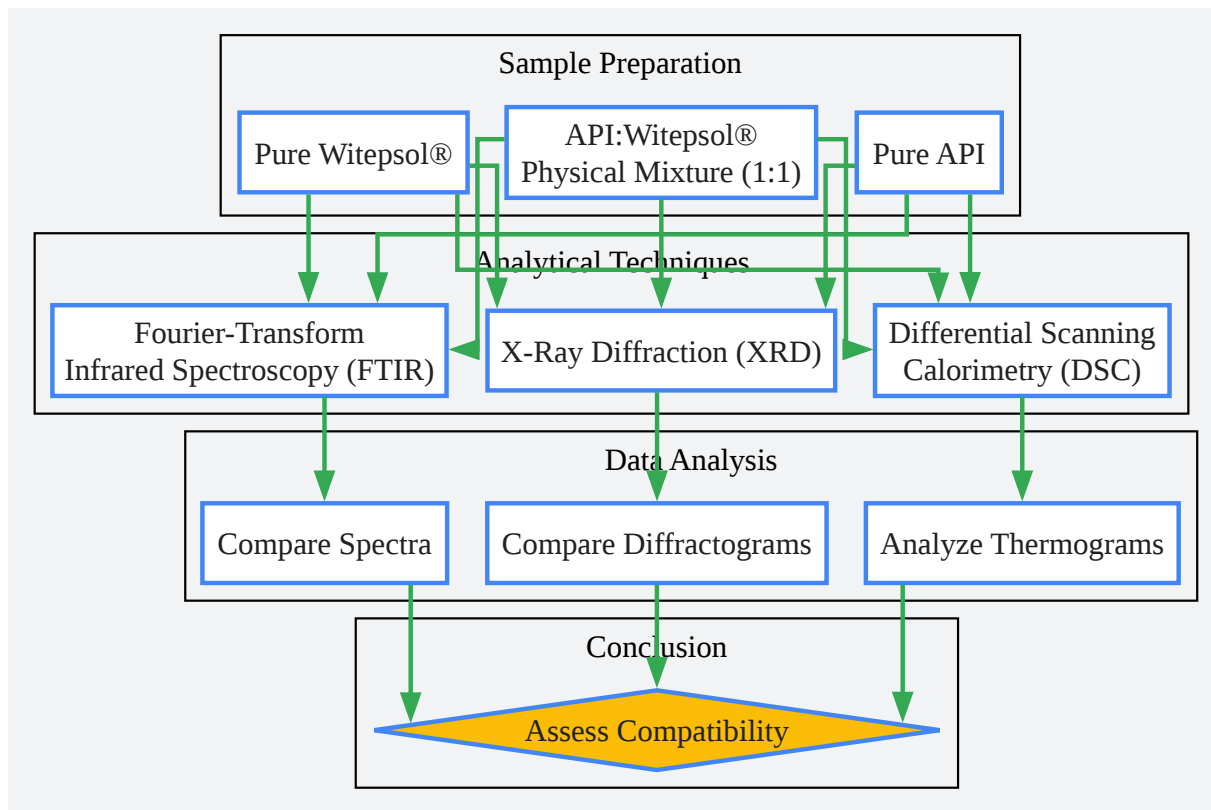 Sample Preparation
Pure Witepsol®
API:Witepsol®
Physical Mixture (1:1)
Pure API
Analytical Techniques
Fourier-Transform
Infrared Spectroscopy (FTIR)
X-Ray Diffraction (XRD)
Differential Scanning
Calorimetry (DSC)
Data Analysis
Compare Spectra
Compare Diffractograms
Analyze Thermograms
Conclusion
Assess Compatibility